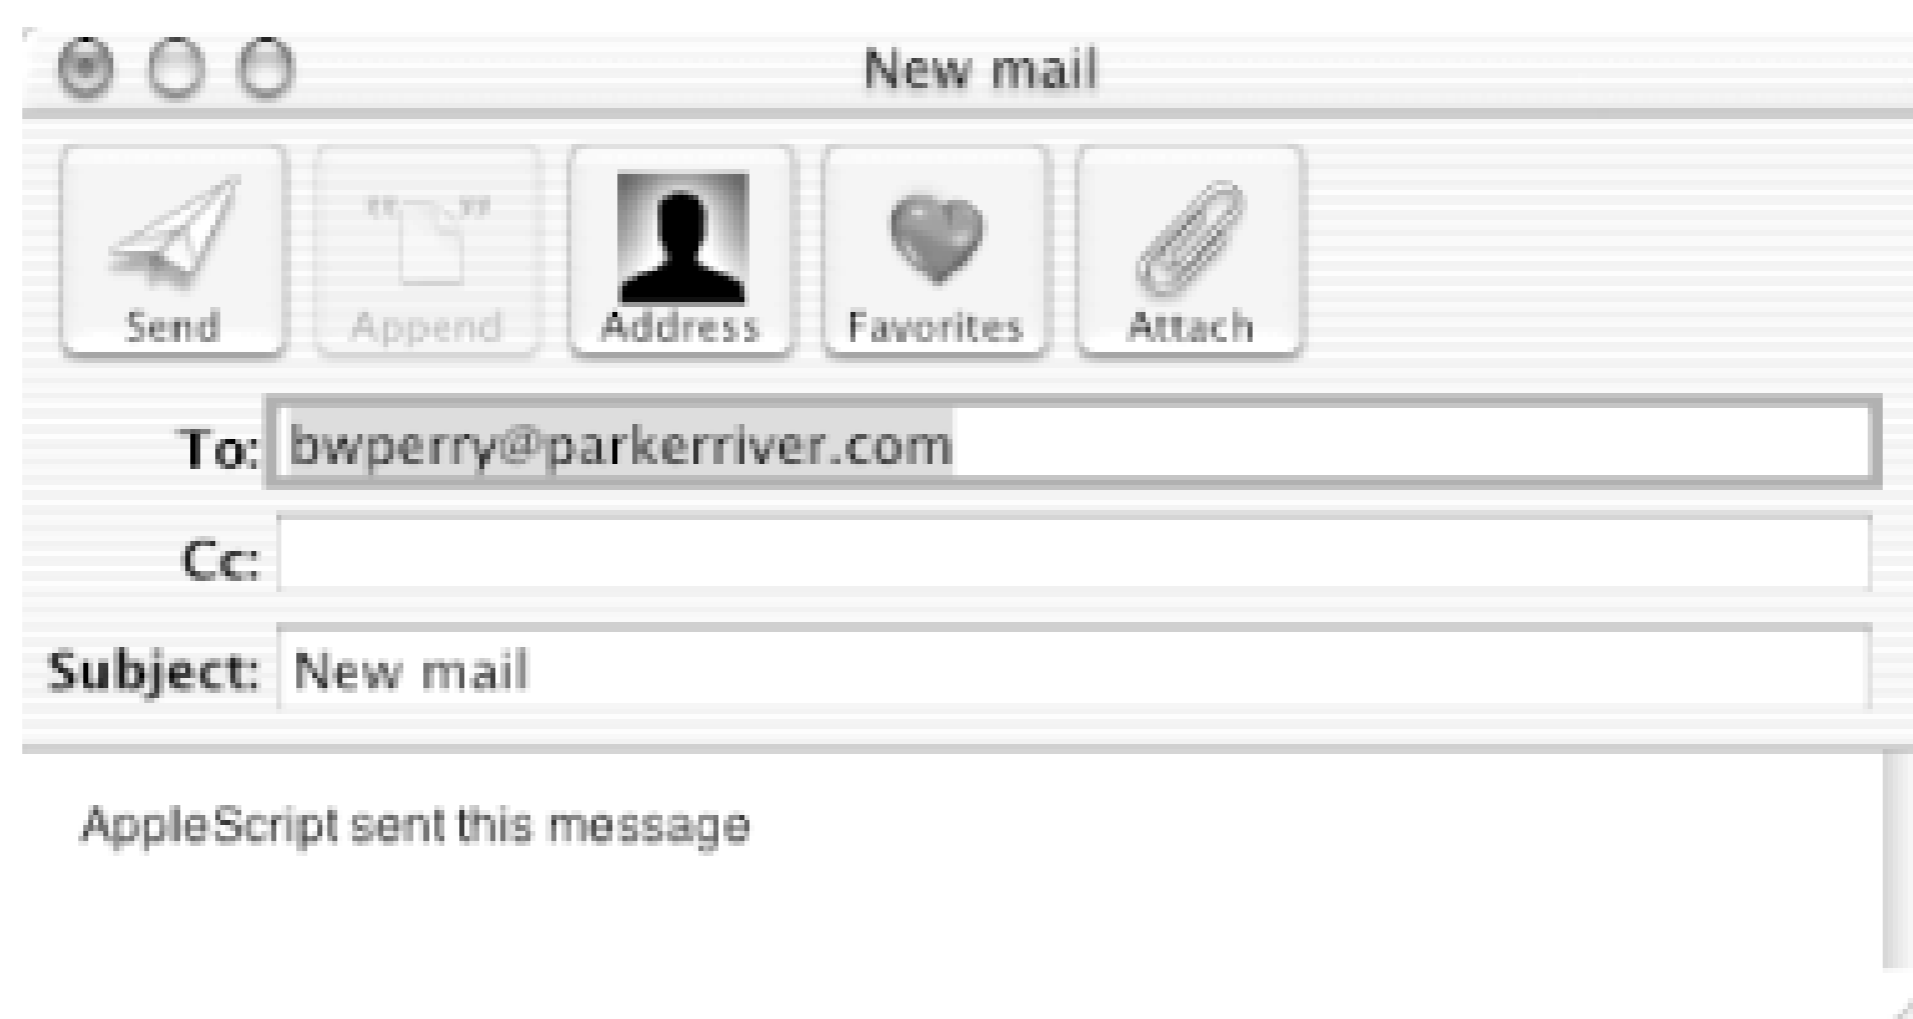 New mail
Send Append Address Favorites Attach
To: bwperry@parkerriver.com
Cc:
Subject: New mail
AppleScript sent this message